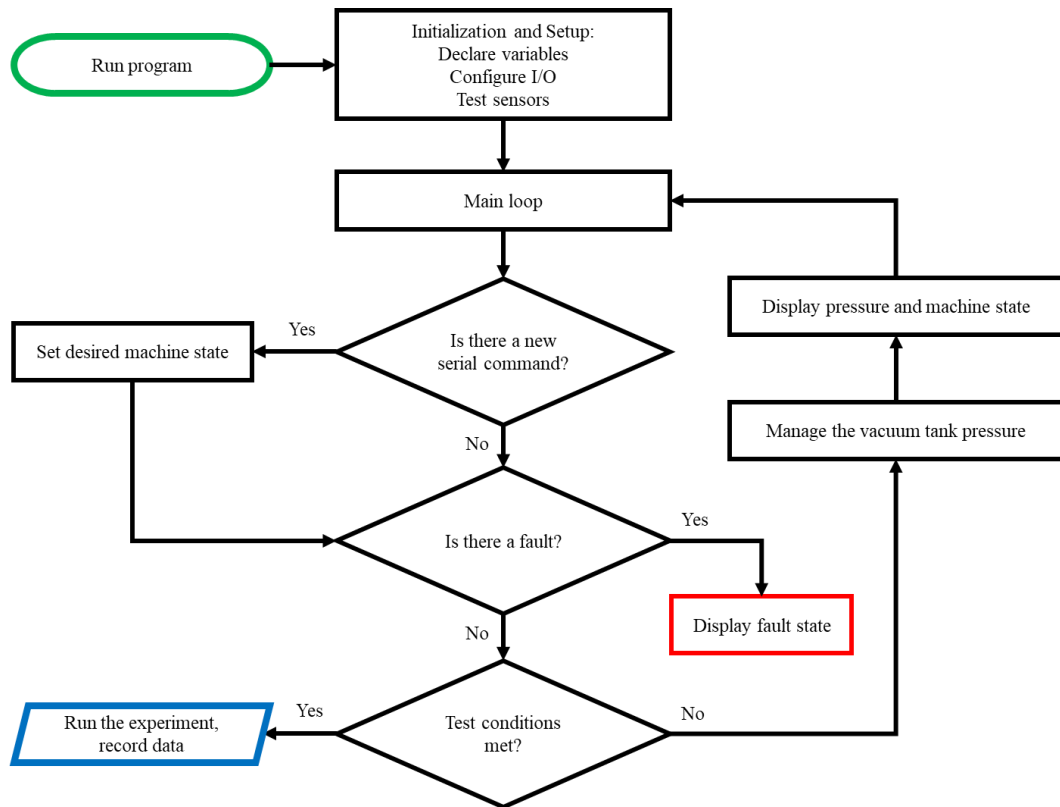 Run program
Initialization and Setup:
Declare variables
Configure I/O
Test sensors
Main loop
Display pressure and machine state
Yes
Set desired machine state
Is there a new
serial command?
Manage the vacuum tank pressure
No
Is there a fault?
Yes
Display fault state
No
Yes
Run the experiment,
record data
Test conditions
met?
No